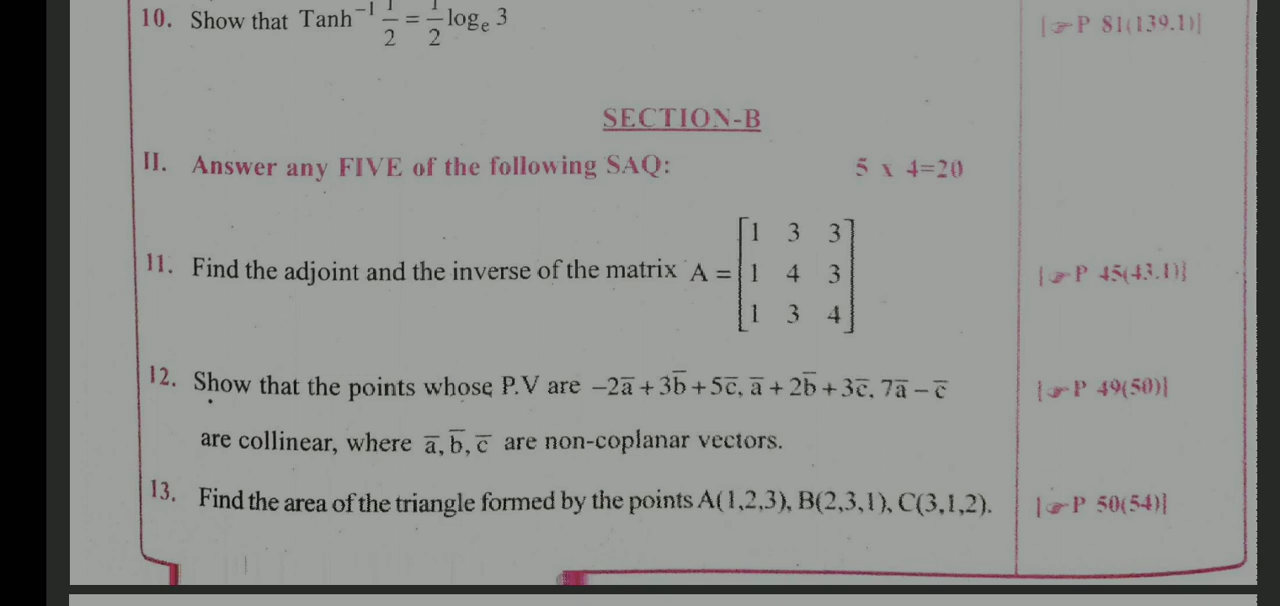 10. Show that Tanh⁻¹ 1/2 = 1/2 logₑ 3 [☞P 81(139.1)]
SECTION-B
II. Answer any FIVE of the following SAQ: 5 x 4=20
11. Find the adjoint and the inverse of the matrix A = [1 3 3; 1 4 3; 1 3 4] [☞P 45(43.1)]
12. Show that the points whose P.V are −2a̅ + 3b̅ + 5c̅, a̅ + 2b̅ + 3c̅, 7a̅ − c̅ [☞P 49(50)]
are collinear, where a̅, b̅, c̅ are non-coplanar vectors.
13. Find the area of the triangle formed by the points A(1,2,3), B(2,3,1), C(3,1,2). [☞P 50(54)]